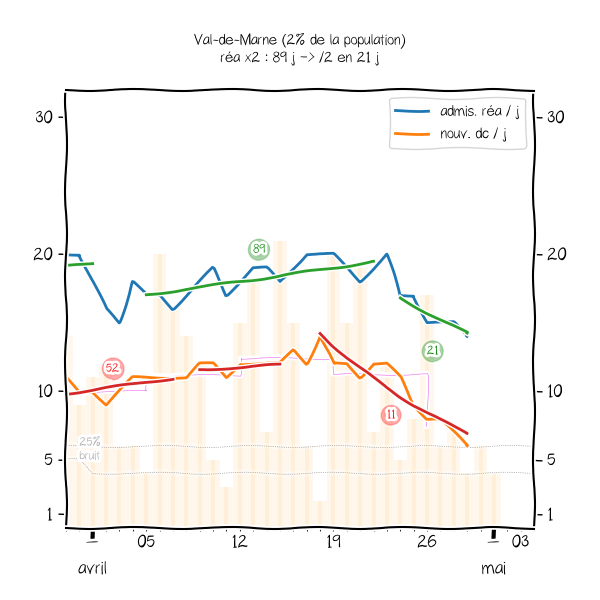 Val-de-Marne (2% de la population)
réa x2 : 89 j -> /2 en 21 j
admis. réa / j
nouv. dc / j
30
30
20
20
89
52
21
11
10
10
25%
bruit
5
5
1
1
05
12
19
26
03
avril
mai